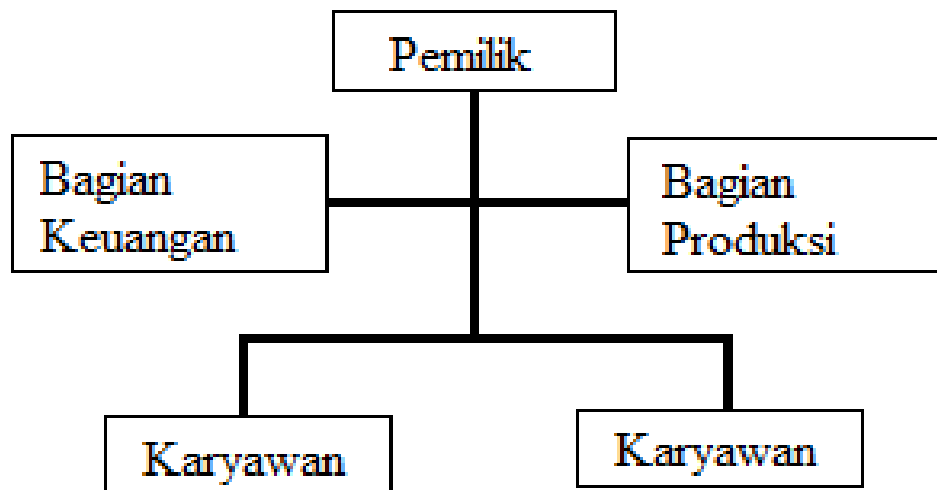 Pemilik
Bagian
Keuangan
Bagian
Produksi
Karyawan
Karyawan